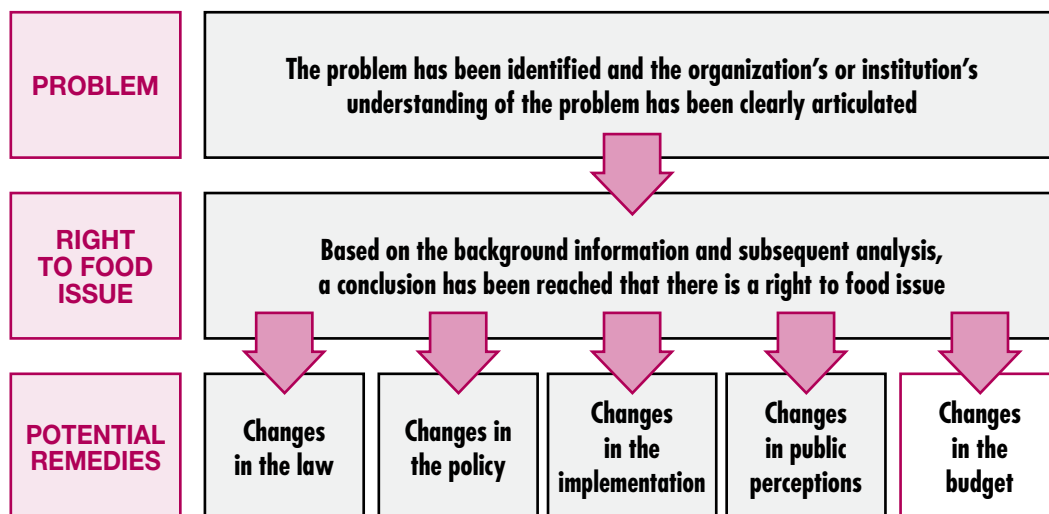 PROBLEM
The problem has been identified and the organization’s or institution’s
understanding of the problem has been clearly articulated
RIGHT
TO FOOD
ISSUE
Based on the background information and subsequent analysis,
a conclusion has been reached that there is a right to food issue
POTENTIAL
REMEDIES
Changes
in the law
Changes in
the policy
Changes
in the
implementation
Changes
in public
perceptions
Changes
in the
budget